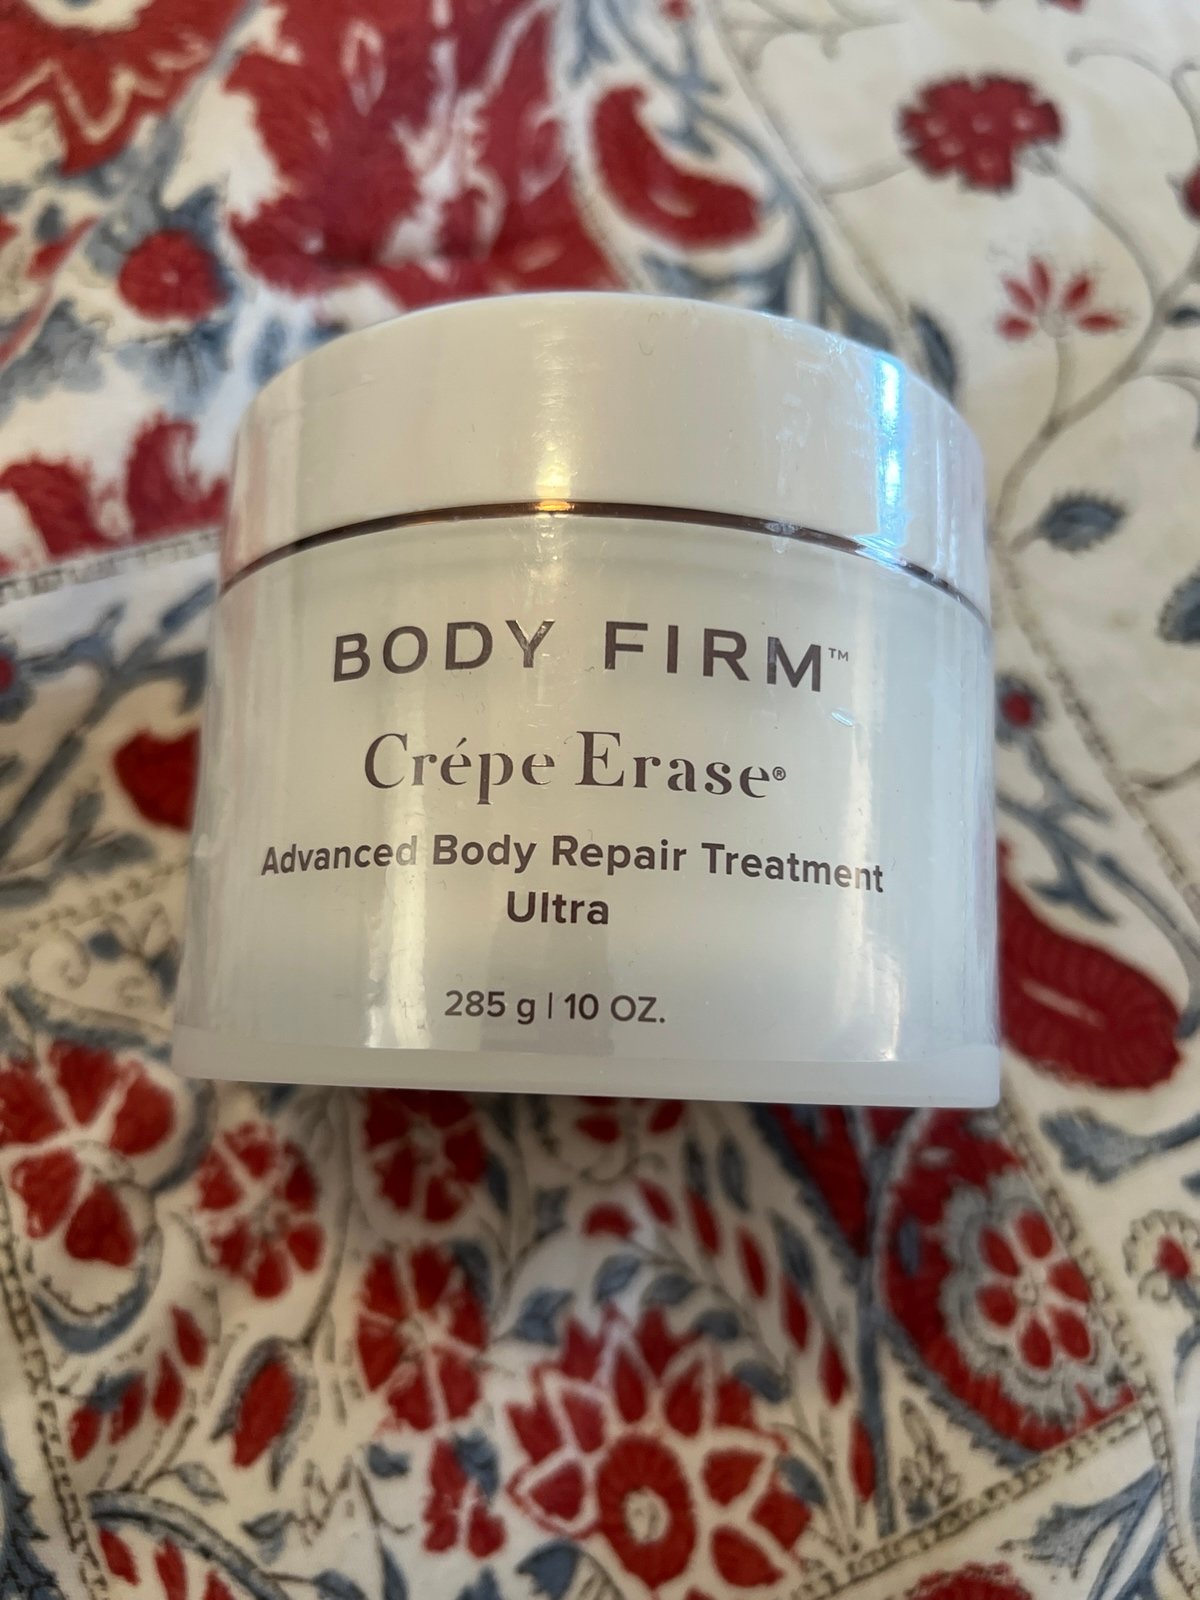 BODY FIRM™
Crépe Erase®
Advanced Body Repair Treatment
Ultra
285 g | 10 OZ.